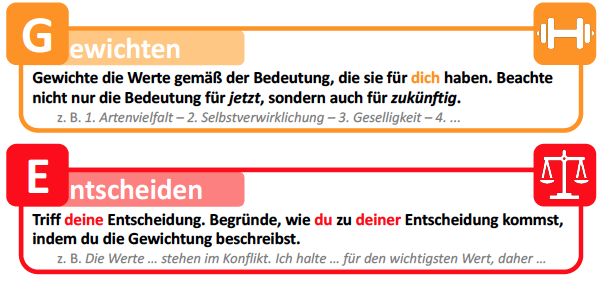 Gewichten
Gewichte die Werte gemäß der Bedeutung, die sie für dich haben. Beachte
nicht nur die Bedeutung für jetzt, sondern auch für zukünftig.
z. B. 1. Artenvielfalt – 2. Selbstverwirklichung – 3. Geselligkeit – 4. ...
Entscheiden
Triff deine Entscheidung. Begründe, wie du zu deiner Entscheidung kommst,
indem du die Gewichtung beschreibst.
z. B. Die Werte ... stehen im Konflikt. Ich halte ... für den wichtigsten Wert, daher ...